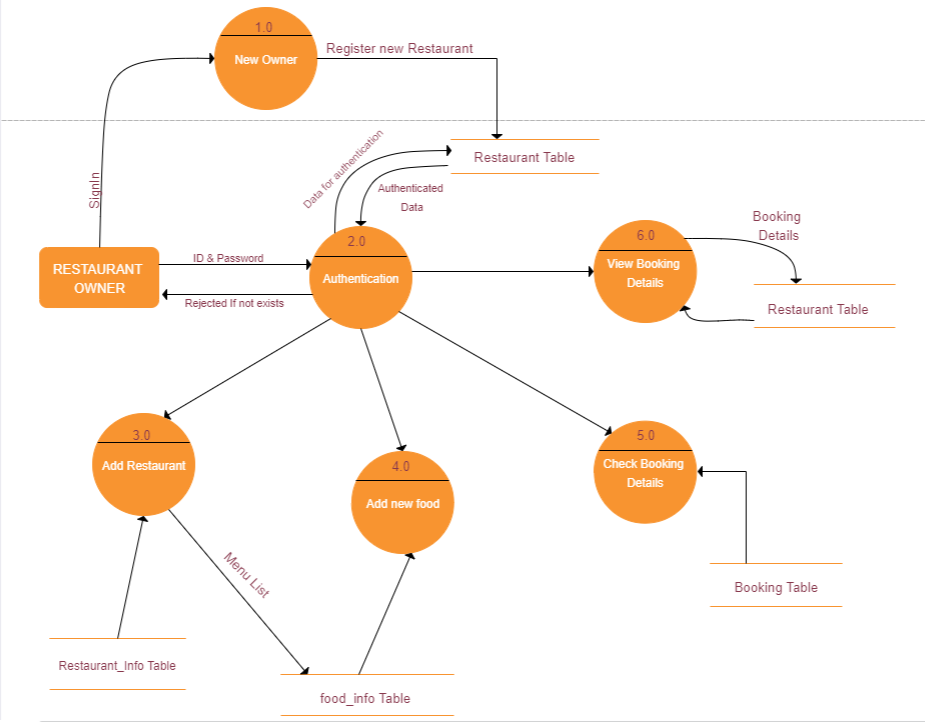 1.0
New Owner
Register new Restaurant
Data for authentication
Restaurant Table
Authenticated
Data
SignIn
Booking
Details
2.0
Authentication
6.0
View Booking
Details
RESTAURANT
OWNER
ID & Password
Rejected If not exists
Restaurant Table
3.0
Add Restaurant
4.0
Add new food
5.0
Check Booking
Details
Menu List
Booking Table
Restaurant_Info Table
food_info Table